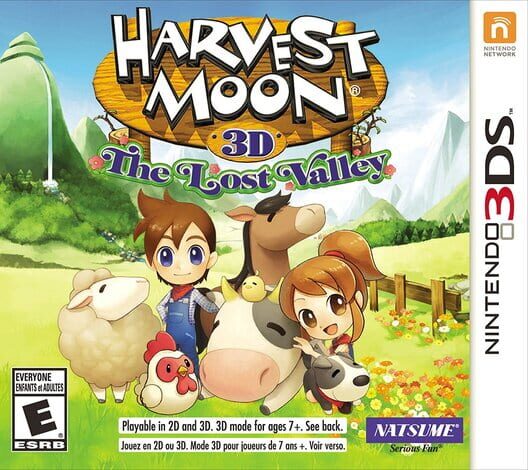 HARVEST
MOON®
3D
The Lost Valley
NINTENDO
NETWORK
NINTENDO 3DS™
EVERYONE
ENFANTS et ADULTES
E
ESRB
Playable in 2D and 3D. 3D mode for ages 7+. See back.
Jouez en 2D ou 3D. Mode 3D pour joueurs de 7 ans +. Voir verso.
NATSUME®
Serious Fun™